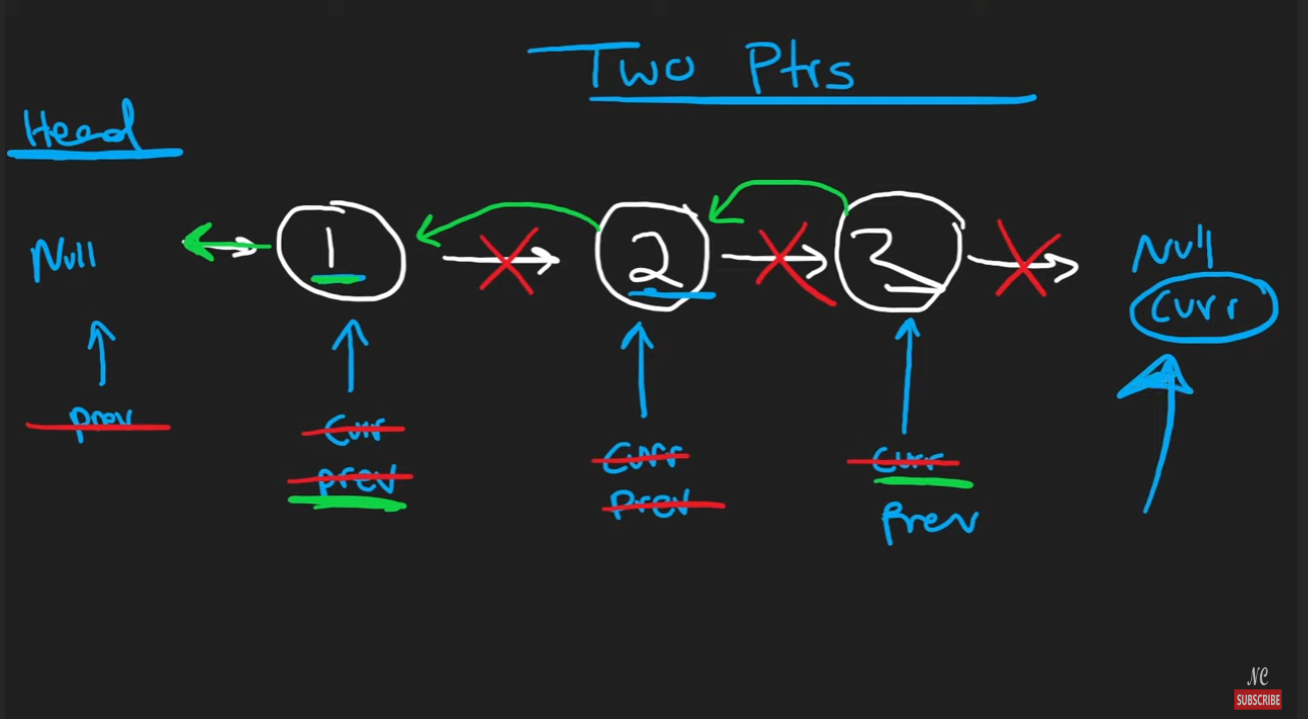 Two Ptrs
Head
Null
1
2
3
Null
Curr
prev
Curr
prev
Curr
Prev
Curr
Prev
NC
SUBSCRIBE